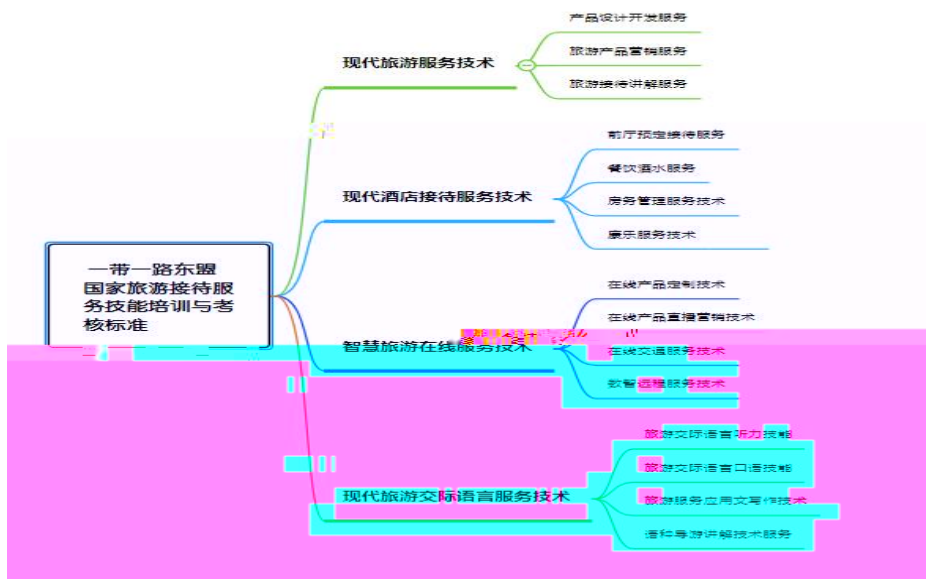 产品设计开发服务
现代旅游服务技术
旅游产品营销服务
旅游接待讲解服务
前厅预定接待服务
餐饮酒水服务
现代酒店接待服务技术
房务管理服务技术
康乐服务技术
一带一路东盟
国家旅游接待服
务技能培训与考
核标准
在线产品定制技术
在线产品直播营销技术
智慧旅游在线服务技术
在线交通服务技术
数智远程服务技术
旅游交际语言听力技能
旅游交际语言口语技能
现代旅游交际语言服务技术
旅游服务应用文写作技术
语种导游讲解技术服务